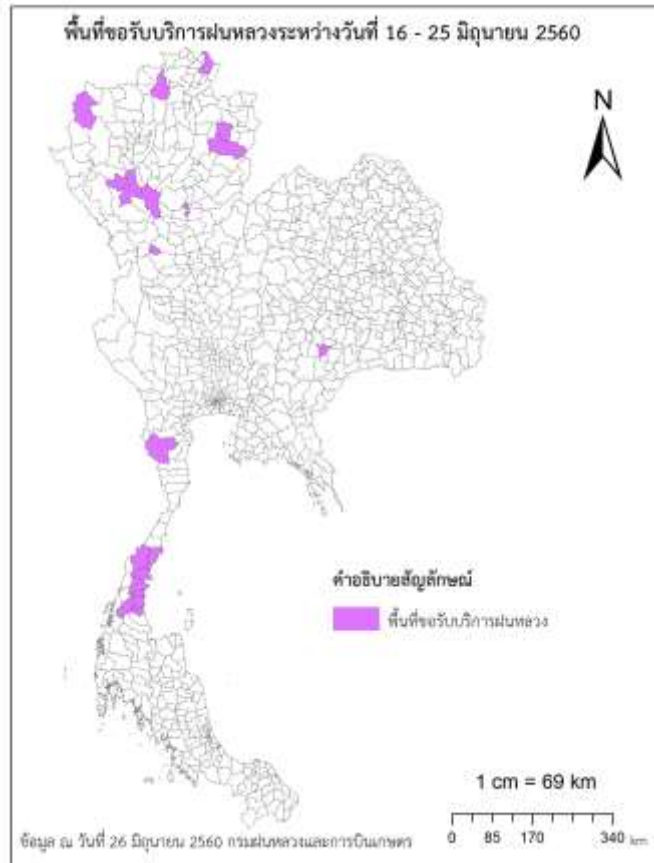 พื้นที่ขอรับบริการฝนหลวงระหว่างวันที่ 16 - 25 มิถุนายน 2560
N
คำอธิบายสัญลักษณ์
พื้นที่ขอรับบริการฝนหลวง
1 cm = 69 km
0 85 170 340 km
ข้อมูล ณ วันที่ 26 มิถุนายน 2560 กรมฝนหลวงและการบินเกษตร